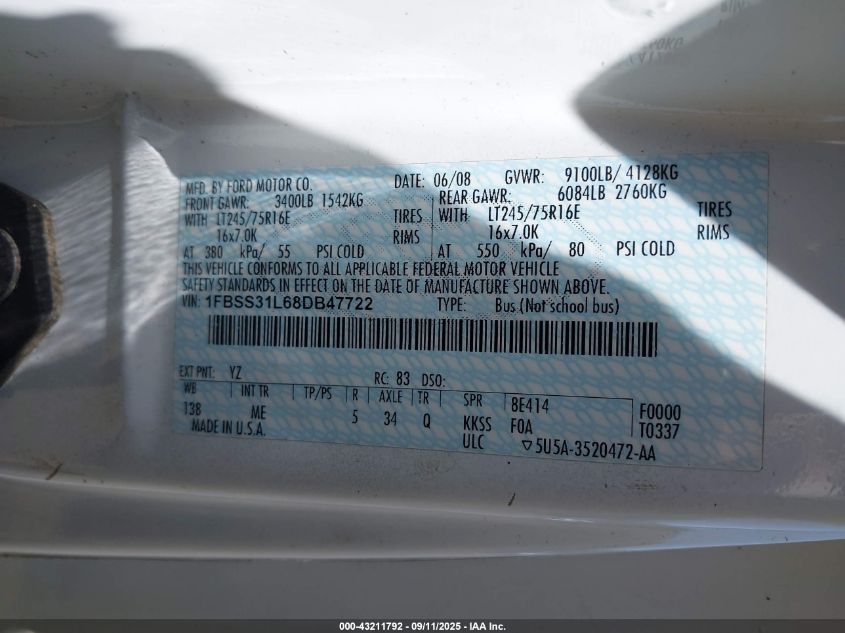 MFD. BY FORD MOTOR CO. DATE: 06/08 GVWR: 9100LB/ 4128KG
FRONT GAWR: 3400LB 1542KG REAR GAWR: 6084LB 2760KG
WITH LT245/75R16E TIRES WITH LT245/75R16E TIRES
16x7.0K RIMS 16x7.0K RIMS
AT 380 kPa/ 55 PSI COLD AT 550 kPa/ 80 PSI COLD
THIS VEHICLE CONFORMS TO ALL APPLICABLE FEDERAL MOTOR VEHICLE
SAFETY STANDARDS IN EFFECT ON THE DATE OF MANUFACTURE SHOWN ABOVE.
VIN: 1FBSS31L68DB47722 TYPE: Bus (Not school bus)
EXT PNT: YZ RC: 83 DSO:
WB INT TR TP/PS R AXLE TR SPR 8E414 F0000
138 ME 5 34 Q KKSS FOA T0337
MADE IN U.S.A. ULC ▽5U5A-3520472-AA
000-43211792 - 09/11/2025 - IAA Inc.